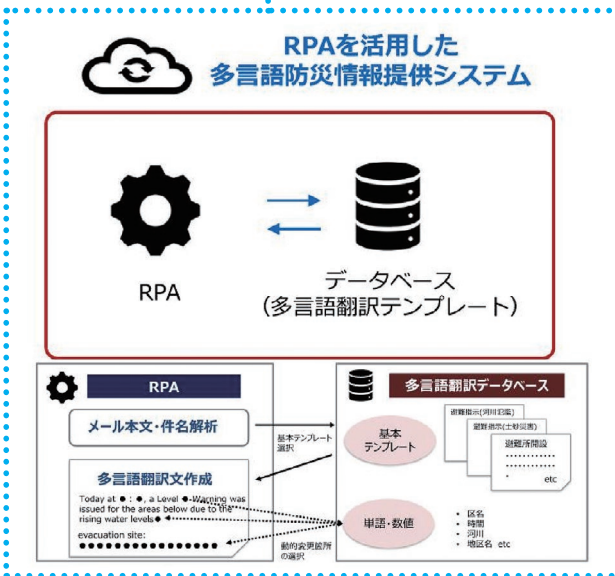 RPAを活用した
多言語防災情報提供システム
RPA
データベース
(多言語翻訳テンプレート)
RPA
メール本文・件名解析
多言語翻訳文作成
Today at ●:●, a Level ●-Warning was
issued for the areas below due to the
rising water levels◆
evacuation site:
●●●●●●●●●●●●●●●●
基本テンプレート
選択
動的変更箇所
の選択
多言語翻訳データベース
基本
テンプレート
避難指示(河川氾濫)
避難指示(土砂災害)
避難所開設
…………
…………
・ etc
単語・数値
・ 区名
・ 時間
・ 河川
・ 地区名 etc